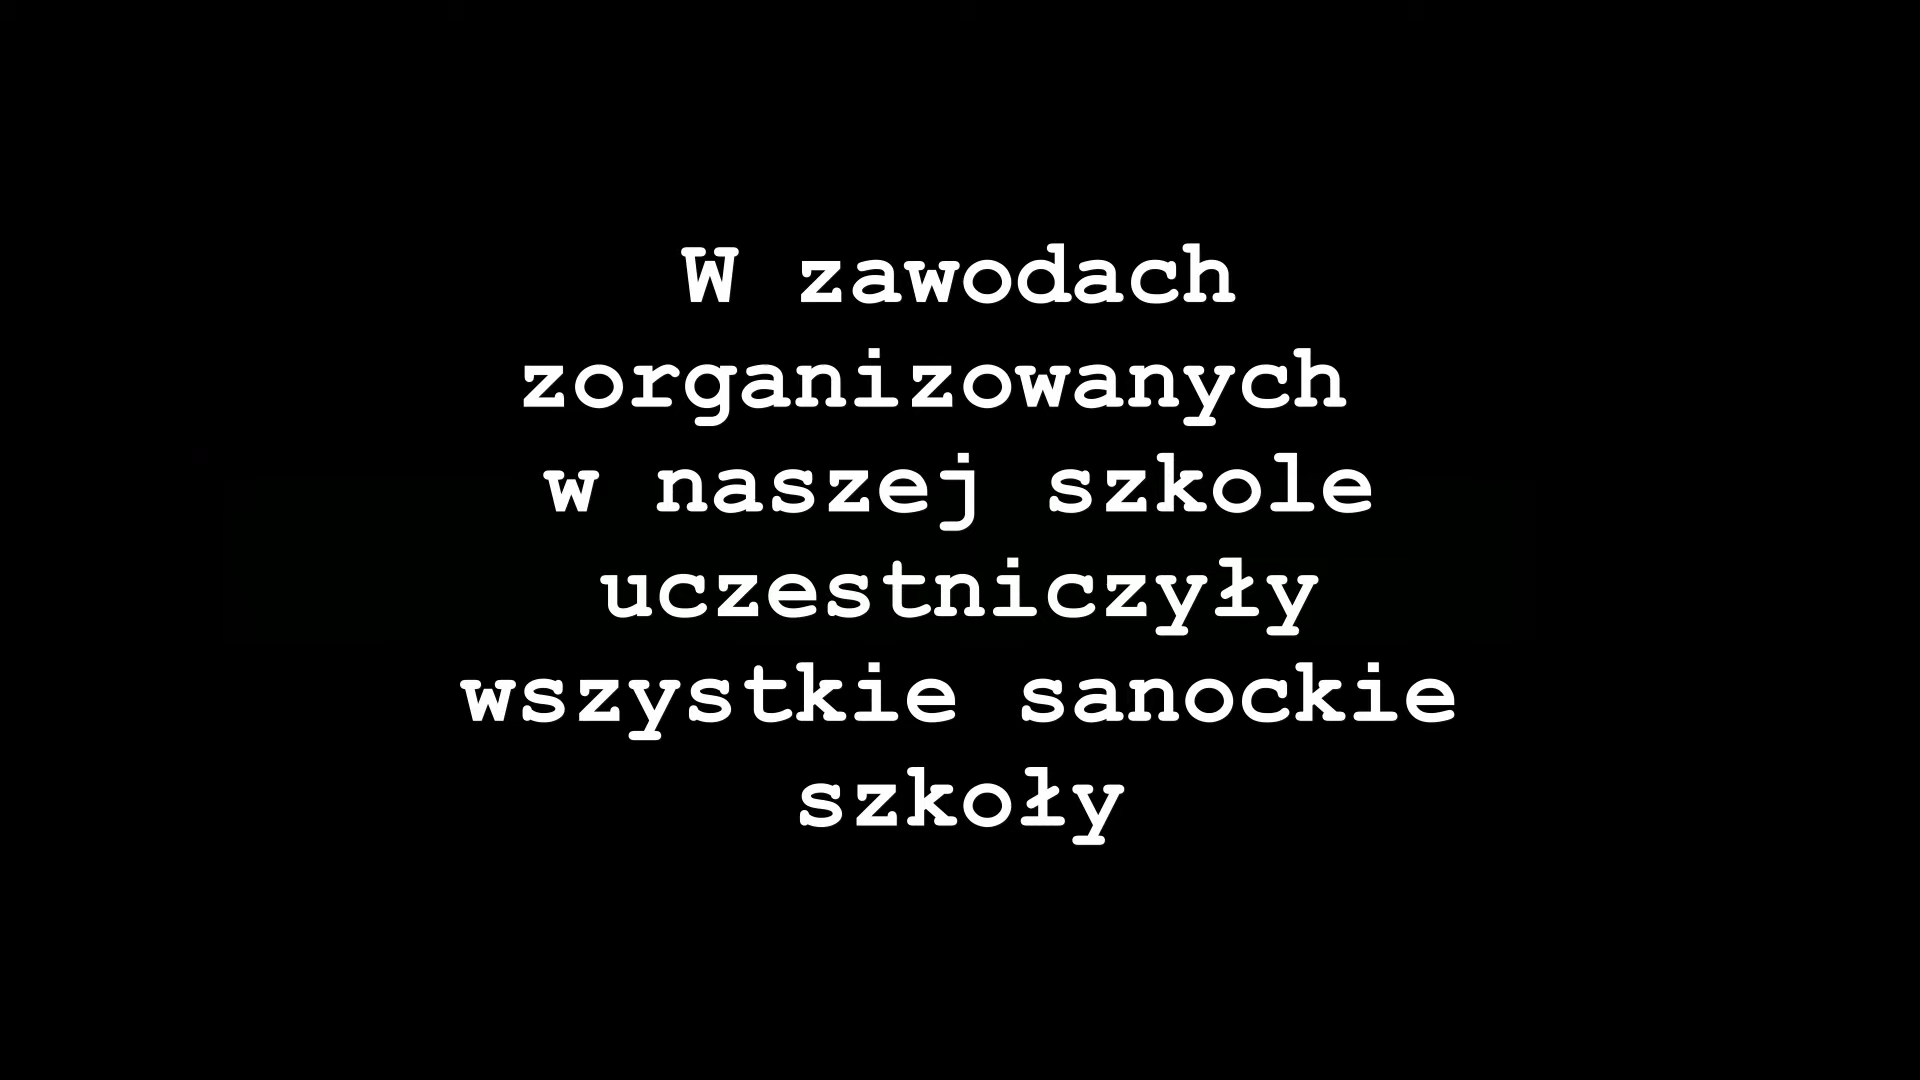 W zawodach
zorganizowanych
w naszej szkole
uczestniczyły
wszystkie sanockie
szkoły